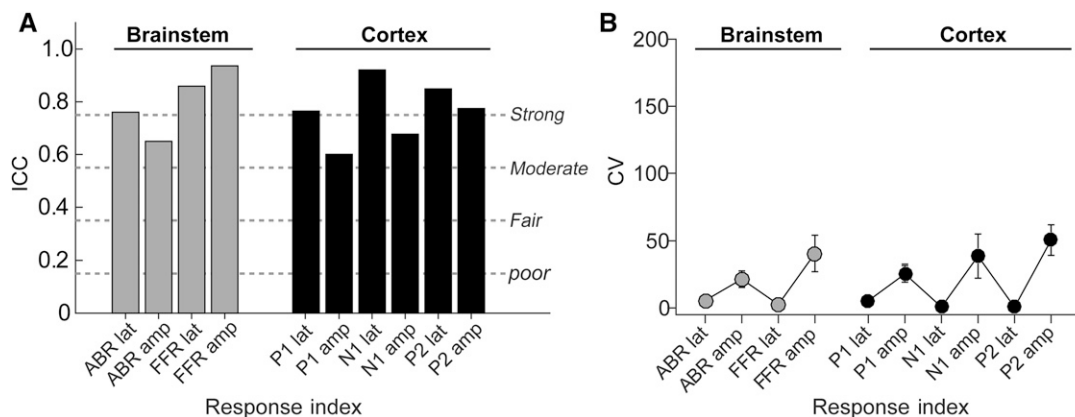 A
Brainstem
Cortex
1.0
0.8
0.6
0.4
0.2
0
ICC
Strong
Moderate
Fair
poor
ABR lat
ABR amp
FFR lat
FFR amp
P1 lat
P1 amp
N1 lat
N1 amp
P2 lat
P2 amp
Response index
B
Brainstem
Cortex
200
150
100
50
0
CV
ABR lat
ABR amp
FFR lat
FFR amp
P1 lat
P1 amp
N1 lat
N1 amp
P2 lat
P2 amp
Response index